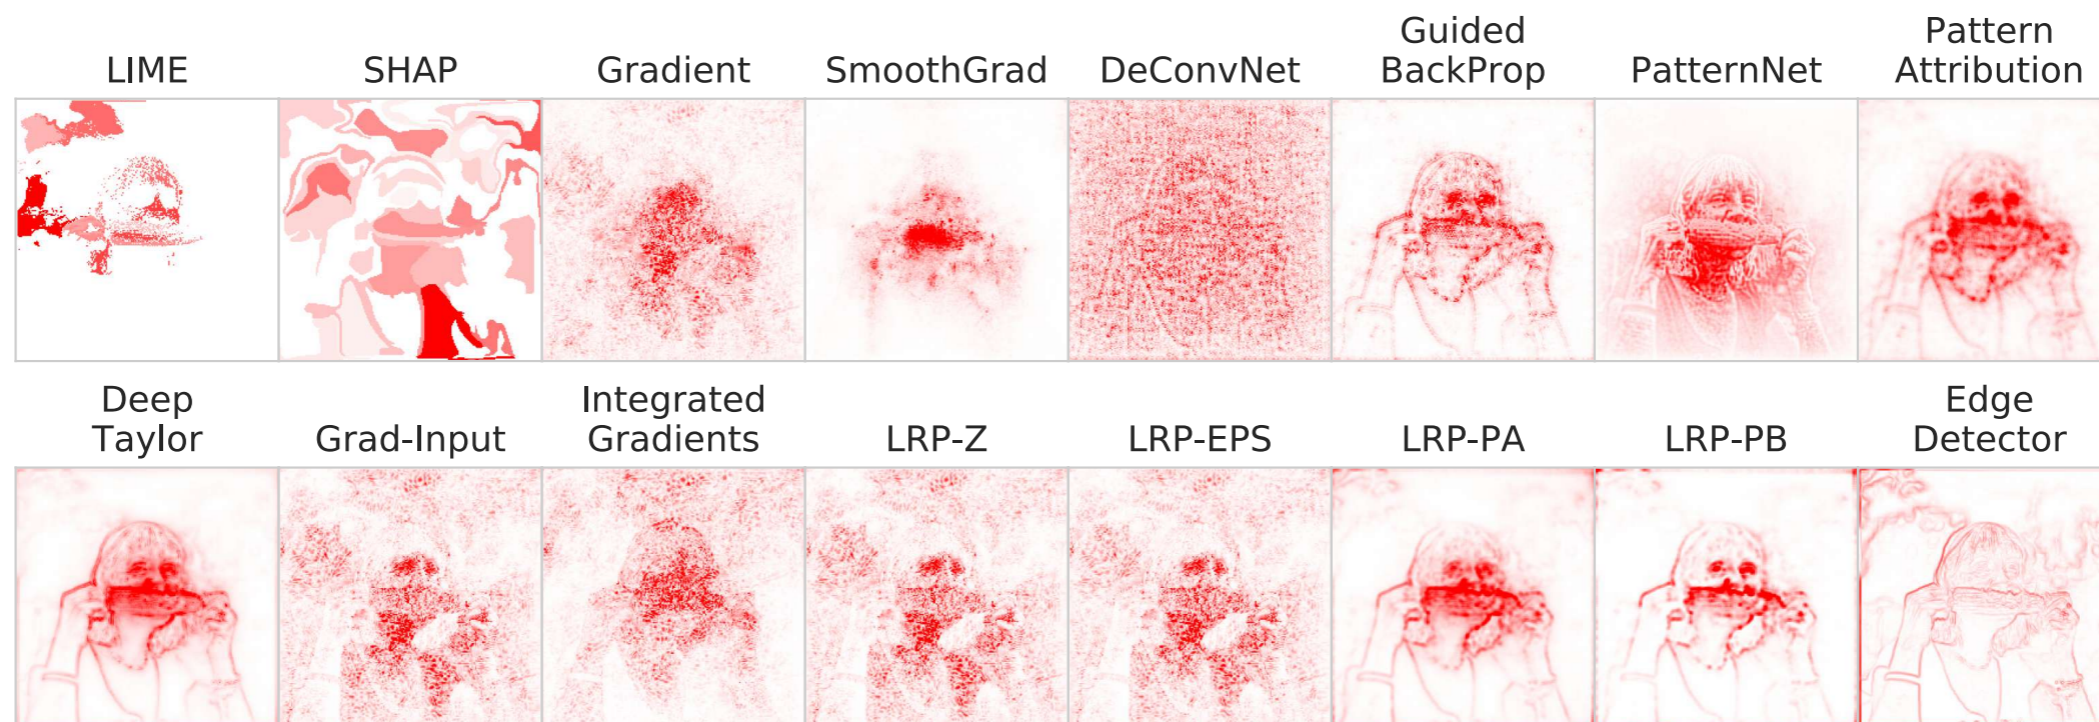 LIME
SHAP
Gradient
SmoothGrad
DeConvNet
Guided
BackProp
PatternNet
Pattern
Attribution
Deep
Taylor
Grad-Input
Integrated
Gradients
LRP-Z
LRP-EPS
LRP-PA
LRP-PB
Edge
Detector